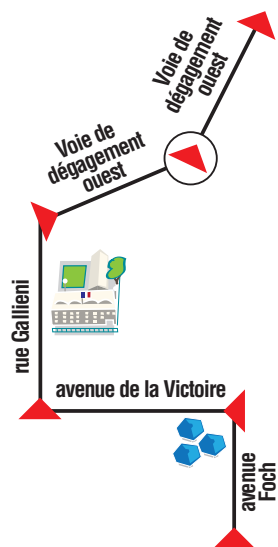 Voie de
dégagement
ouest
Voie de
dégagement
ouest
rue Gallieni
avenue de la Victoire
avenue
Foch